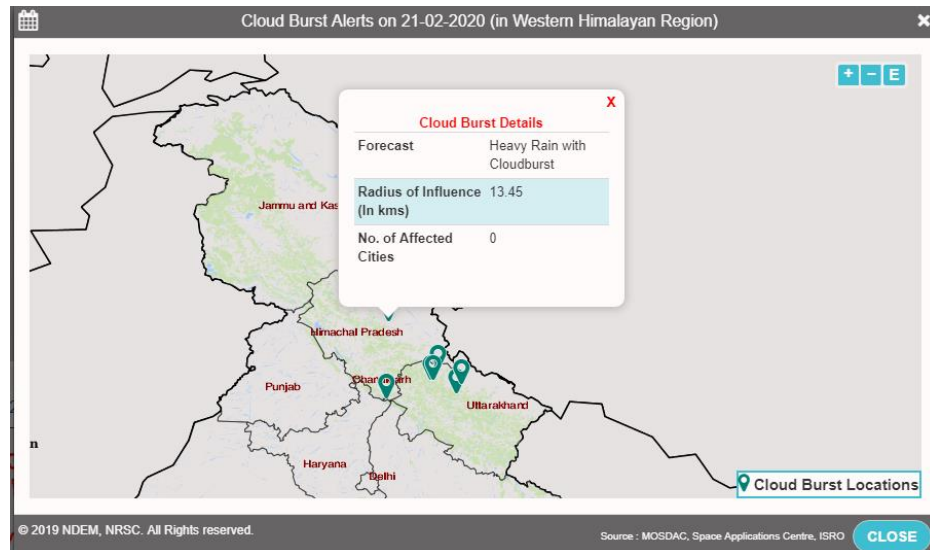 Cloud Burst Alerts on 21-02-2020 (in Western Himalayan Region)
+ - E
X
Cloud Burst Details
Forecast Heavy Rain with
Cloudburst
Radius of Influence 13.45
(In kms)
No. of Affected 0
Cities
Jammu and Kas
Himachal Pradesh
Punjab
Uttarakhand
n
Haryana
Delhi
Cloud Burst Locations
© 2019 NDEM, NRSC. All Rights reserved.
Source : MOSDAC, Space Applications Centre, ISRO
CLOSE